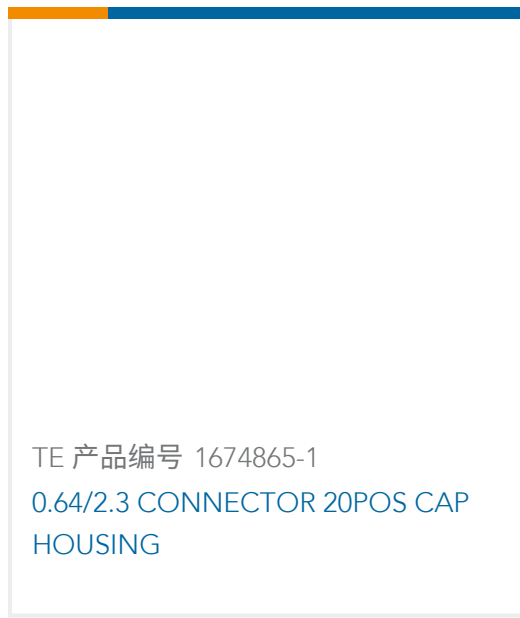 TE 产品编号 1674865-1
0.64/2.3 CONNECTOR 20POS CAP
HOUSING